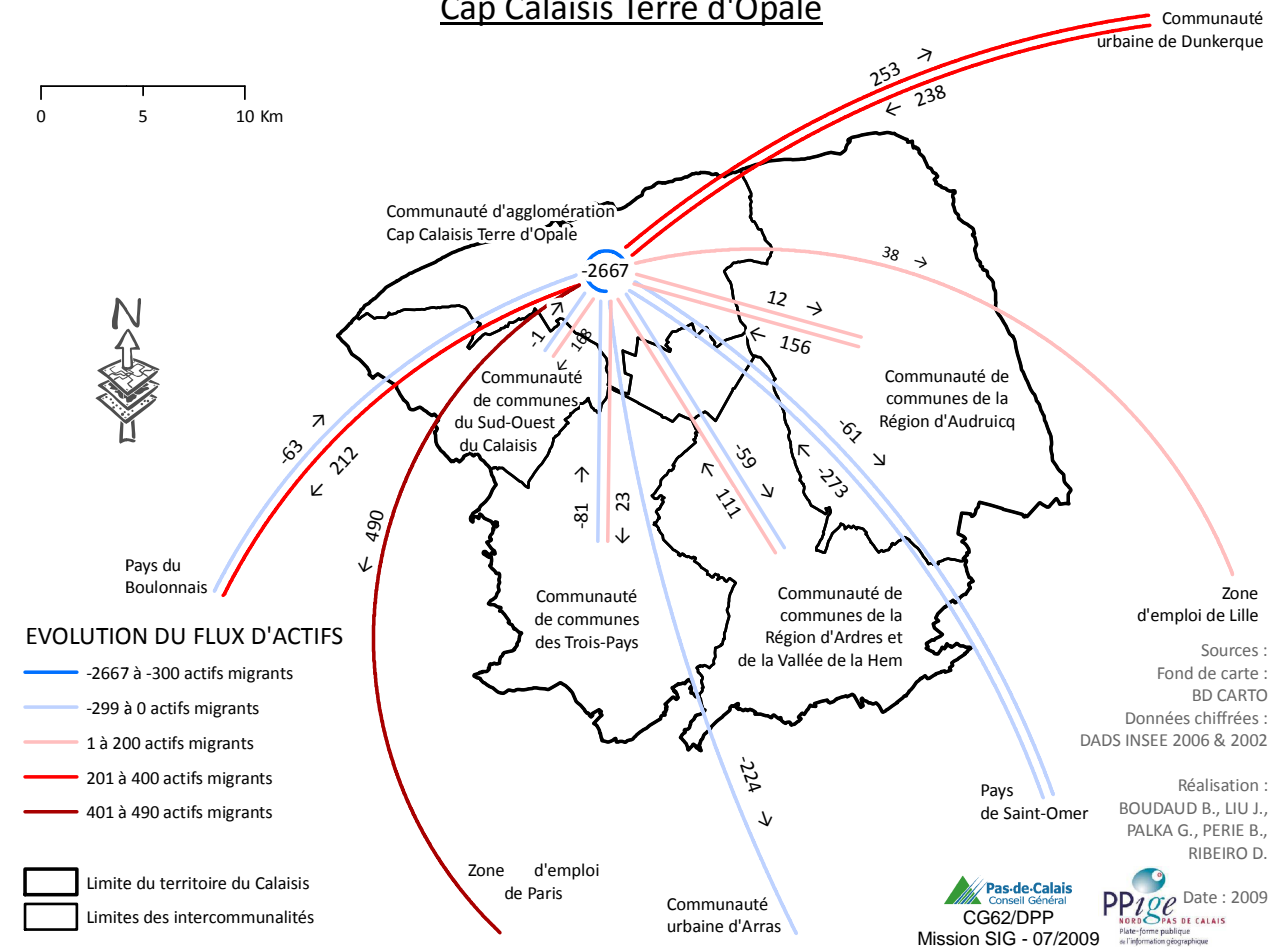 Cap Calaisis Terre d'Opale
Communauté
urbaine de Dunkerque
0 5 10 Km
253 →
← 238
Communauté d'agglomération
Cap Calaisis Terre d'Opale
-2667
38 →
12 →
← 156
N
-1 →
← 168
Communauté
de communes
du Sud-Ouest
du Calaisis
Communauté de
communes de la
Région d'Audruicq
-63 →
← 212
-61 →
← -273
-59 →
← 111
-81 →
23 →
490 →
Pays du
Boulonnais
Communauté
de communes
des Trois-Pays
Communauté de
communes de la
Région d'Ardres et
de la Vallée de la Hem
Zone
d'emploi de Lille
EVOLUTION DU FLUX D'ACTIFS
-2667 à -300 actifs migrants
-299 à 0 actifs migrants
1 à 200 actifs migrants
201 à 400 actifs migrants
401 à 490 actifs migrants
Limite du territoire du Calaisis
Limites des intercommunalités
-224 →
Zone d'emploi
de Paris
Communauté
urbaine d'Arras
Pays
de Saint-Omer
Sources :
Fond de carte :
BD CARTO
Données chiffrées :
DADS INSEE 2006 & 2002
Réalisation :
BOUDAUD B., LIU J.,
PALKA G., PERIE B.,
RIBEIRO D.
Date : 2009
Pas-de-Calais
Conseil Général
CG62/DPP
Mission SIG - 07/2009
PPige
NORD PAS DE CALAIS
Plate-forme publique
de l'information géographique